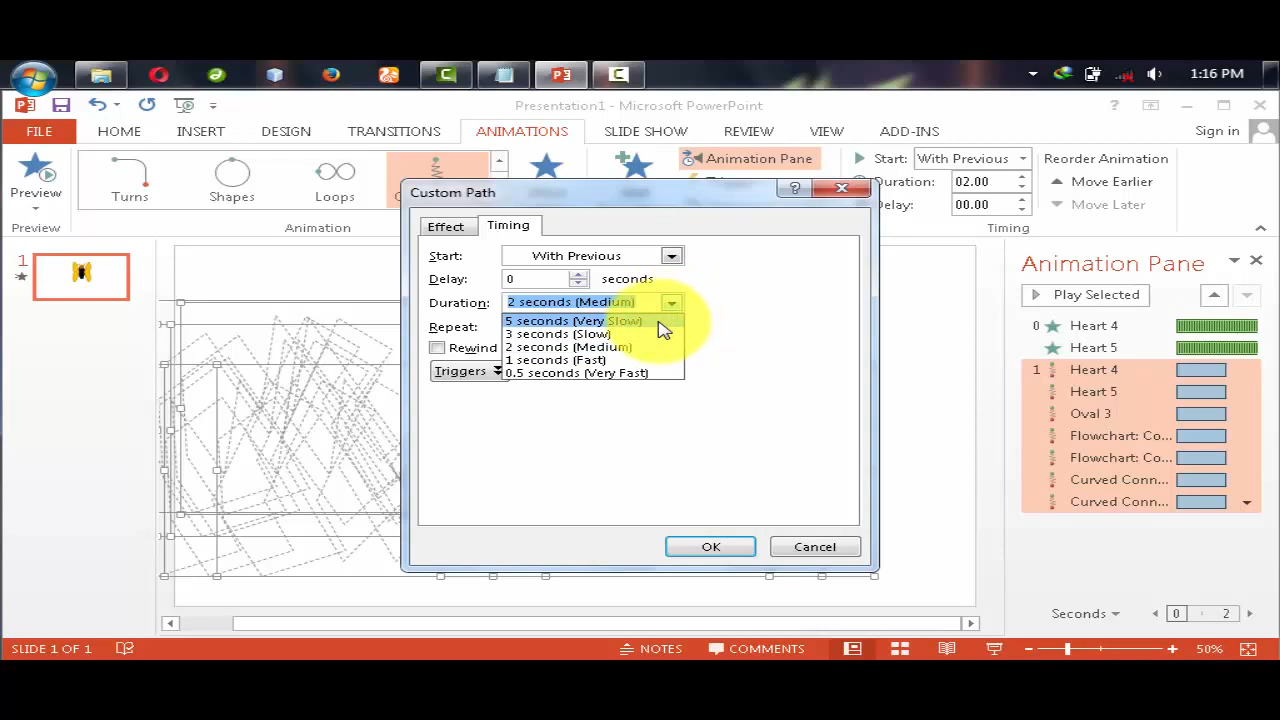 1:16 PM
Presentation1 - Microsoft PowerPoint
FILE HOME INSERT DESIGN TRANSITIONS ANIMATIONS SLIDE SHOW REVIEW VIEW ADD-INS Sign in
Preview
Turns
Shapes
Loops
Animation Pane
Start: With Previous
Duration: 02.00
Delay: 00.00
Reorder Animation
Move Earlier
Move Later
Preview
Animation
Timing
Custom Path
Effect
Timing
Start: With Previous
Delay: 0 seconds
Duration: 2 seconds (Medium)
5 seconds (Very Slow)
3 seconds (Slow)
2 seconds (Medium)
1 seconds (Fast)
0.5 seconds (Very Fast)
Repeat:
Rewind
Triggers
OK
Cancel
1
Animation Pane
Play Selected
0 Heart 4
Heart 5
1 Heart 4
Heart 5
Oval 3
Flowchart: Co...
Flowchart: Co...
Curved Conn...
Curved Conn...
Seconds 0 2
SLIDE 1 OF 1
NOTES
COMMENTS
50%